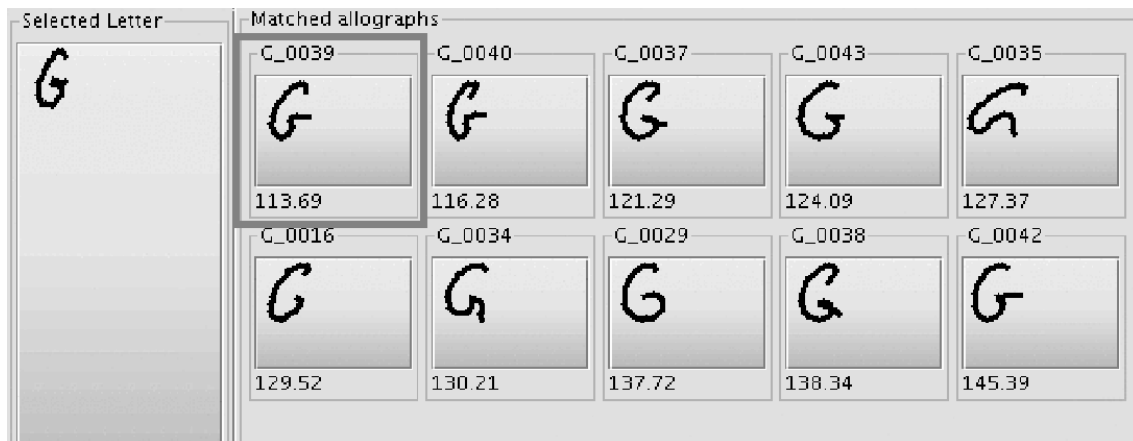 Selected Letter
G
Matched allographs
G_0039 G_0040 G_0037 G_0043 G_0035
G G G G G
113.69 116.28 121.29 124.09 127.37
G_0016 G_0034 G_0029 G_0038 G_0042
G G G G G
129.52 130.21 137.72 138.34 145.39